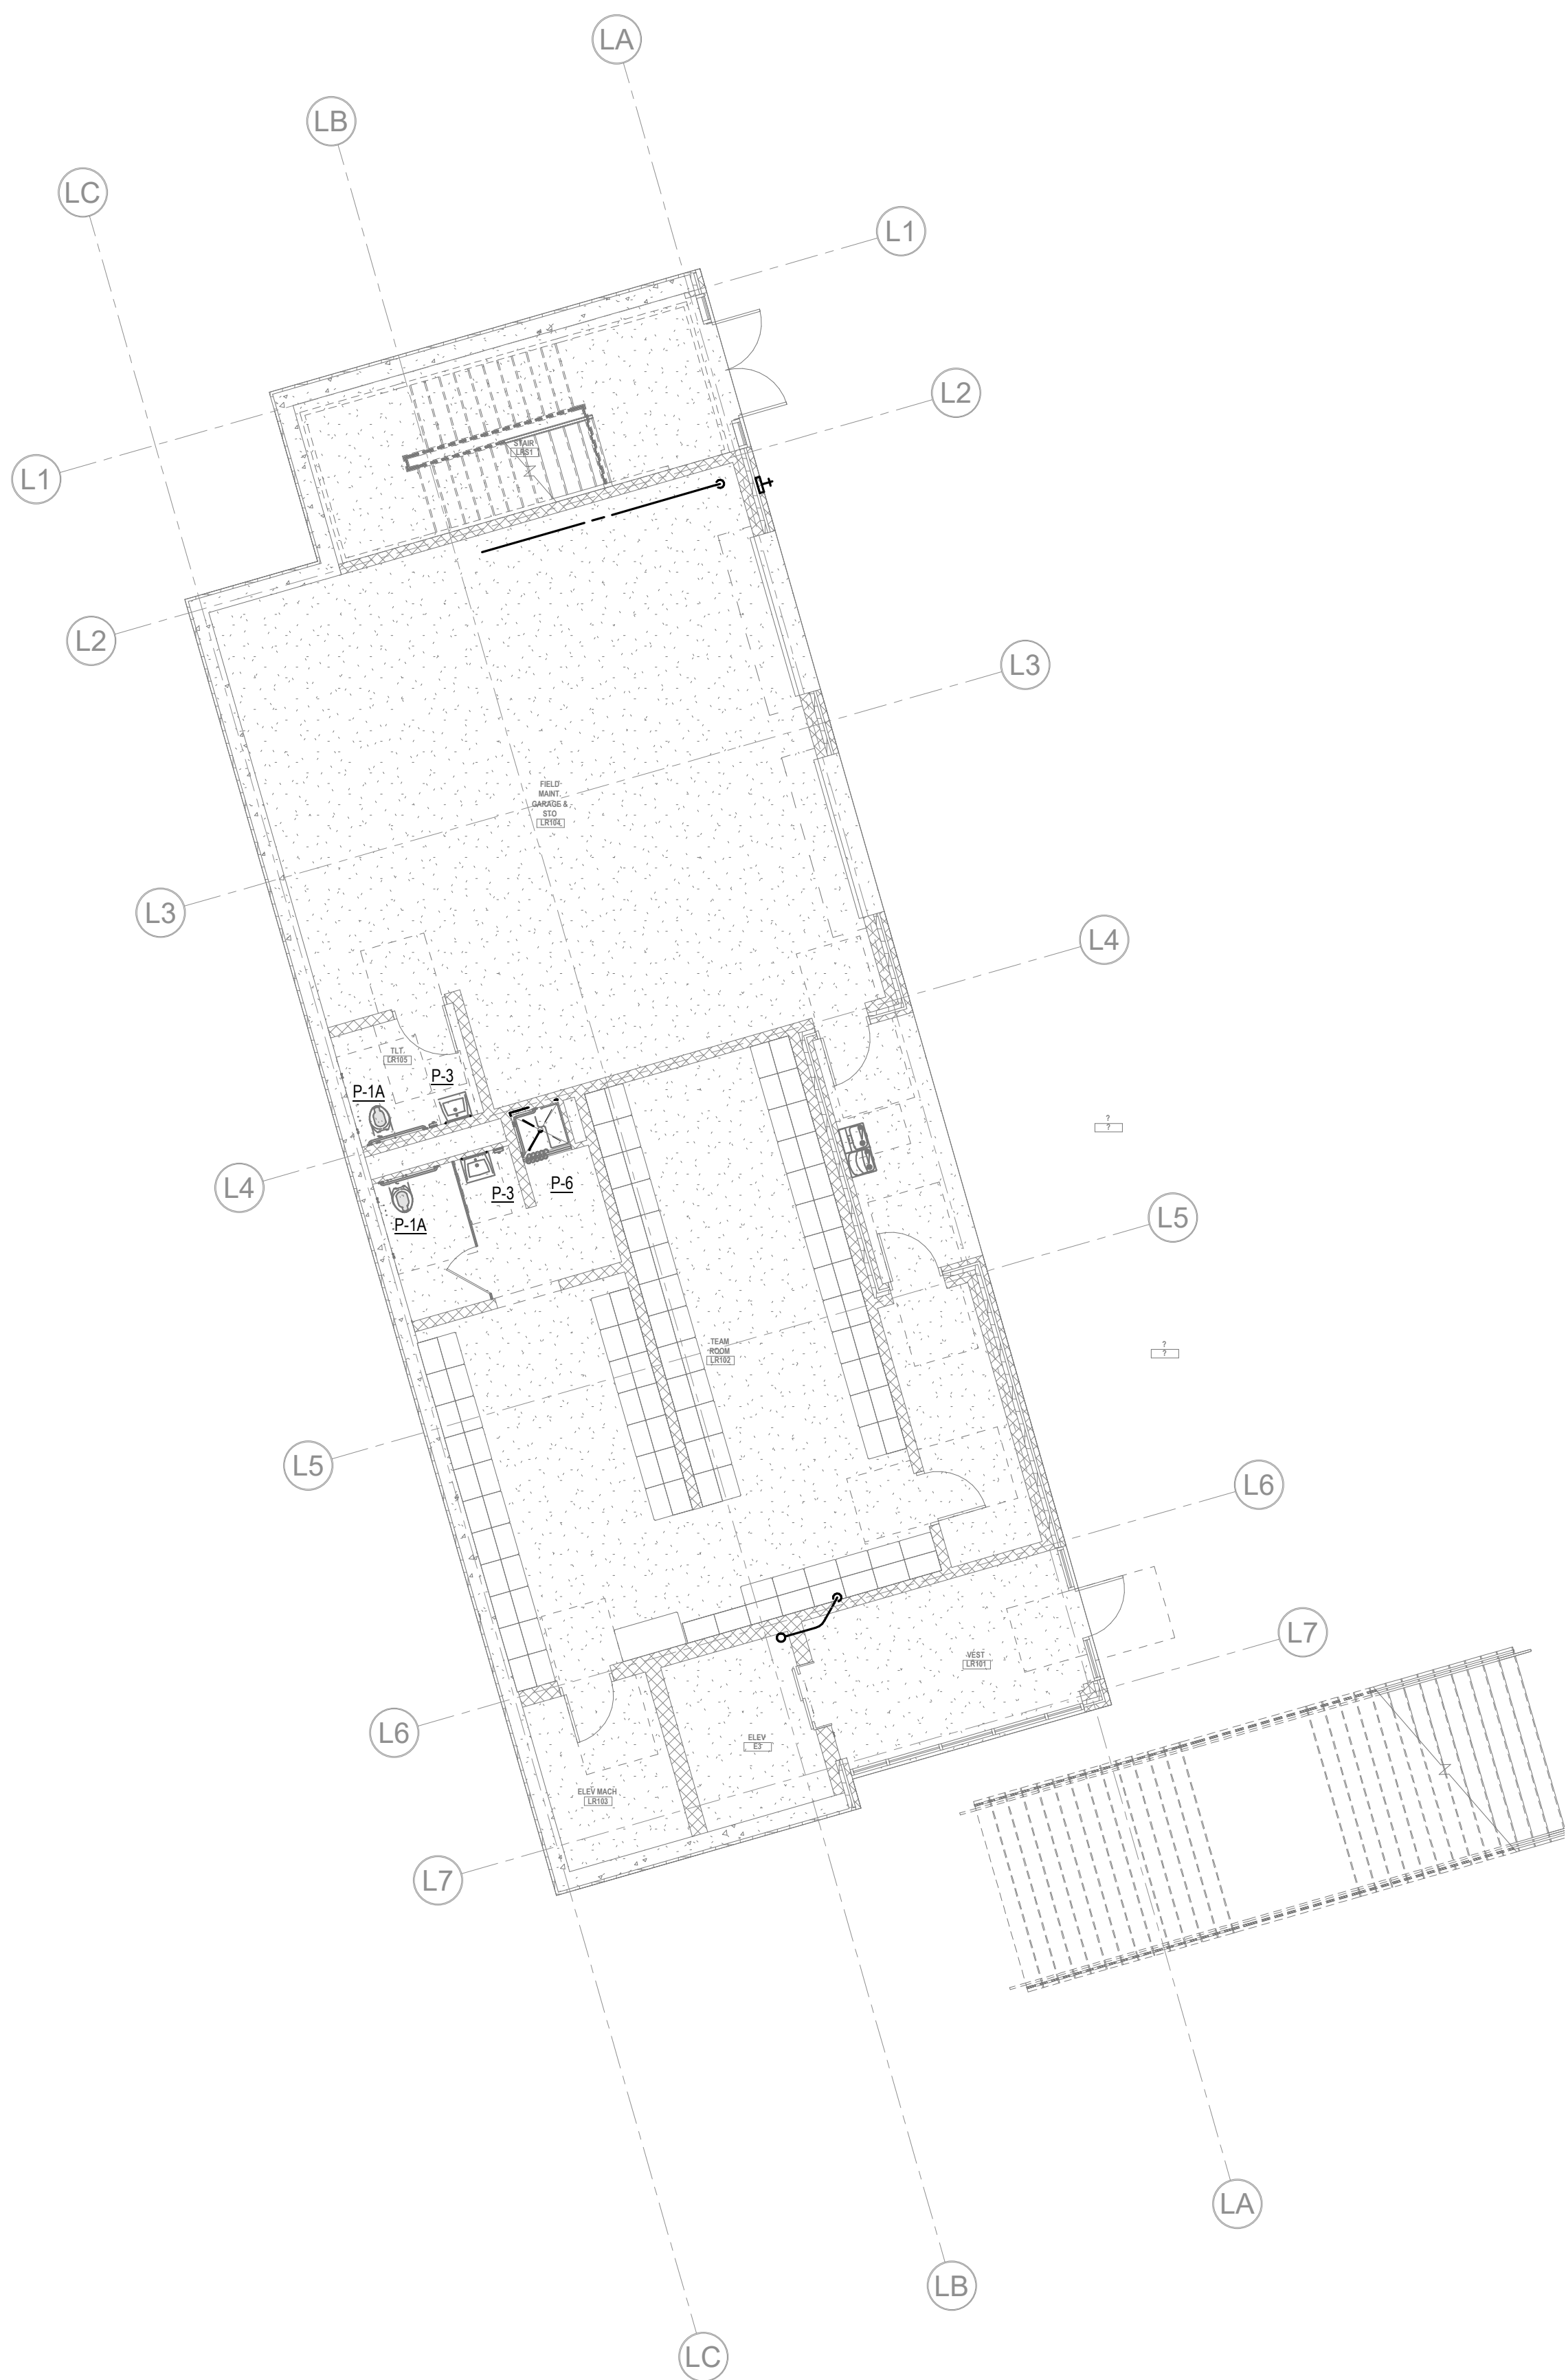 LA
LB
LC
L1
L2
STAIR
LRS1
L1
L2
L3
FIELD
MAINT.
GARAGE &
STO
LR104
L3
L4
TLT.
LR105
P-3
P-1A
?
?
L4
P-3
P-6
P-1A
L5
TEAM
ROOM
LR102
?
?
L5
L6
L7
VEST
LR101
L6
ELEV
E3
ELEV MACH
LR103
L7
LA
LB
LC